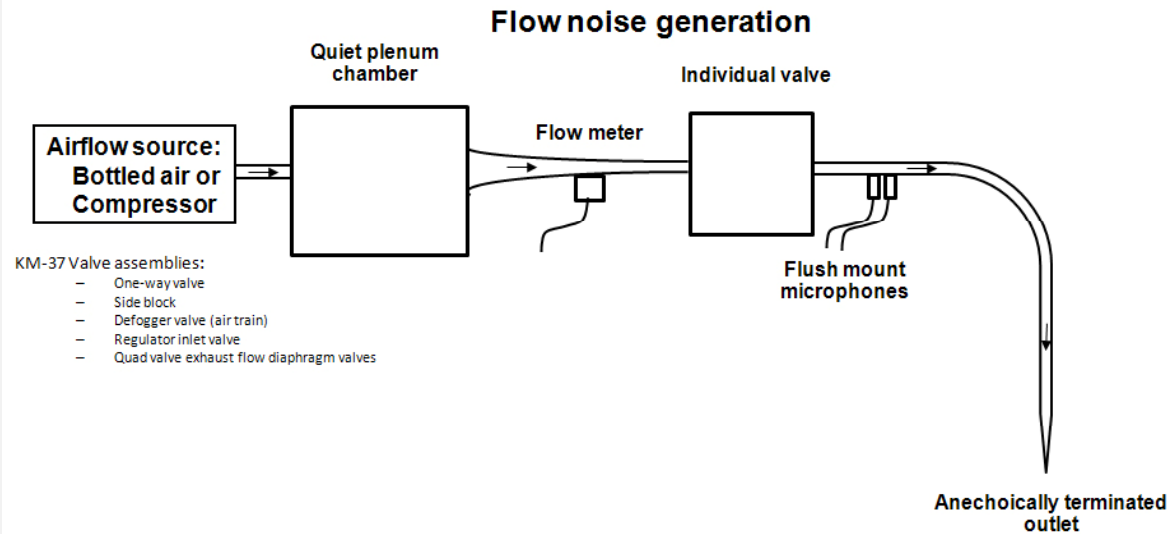 Flow noise generation
Quiet plenum
chamber
Individual valve
Flow meter
Airflow source:
Bottled air or
Compressor
KM-37 Valve assemblies:
– One-way valve
– Side block
– Defogger valve (air train)
– Regulator inlet valve
– Quad valve exhaust flow diaphragm valves
Flush mount
microphones
Anechoically terminated
outlet